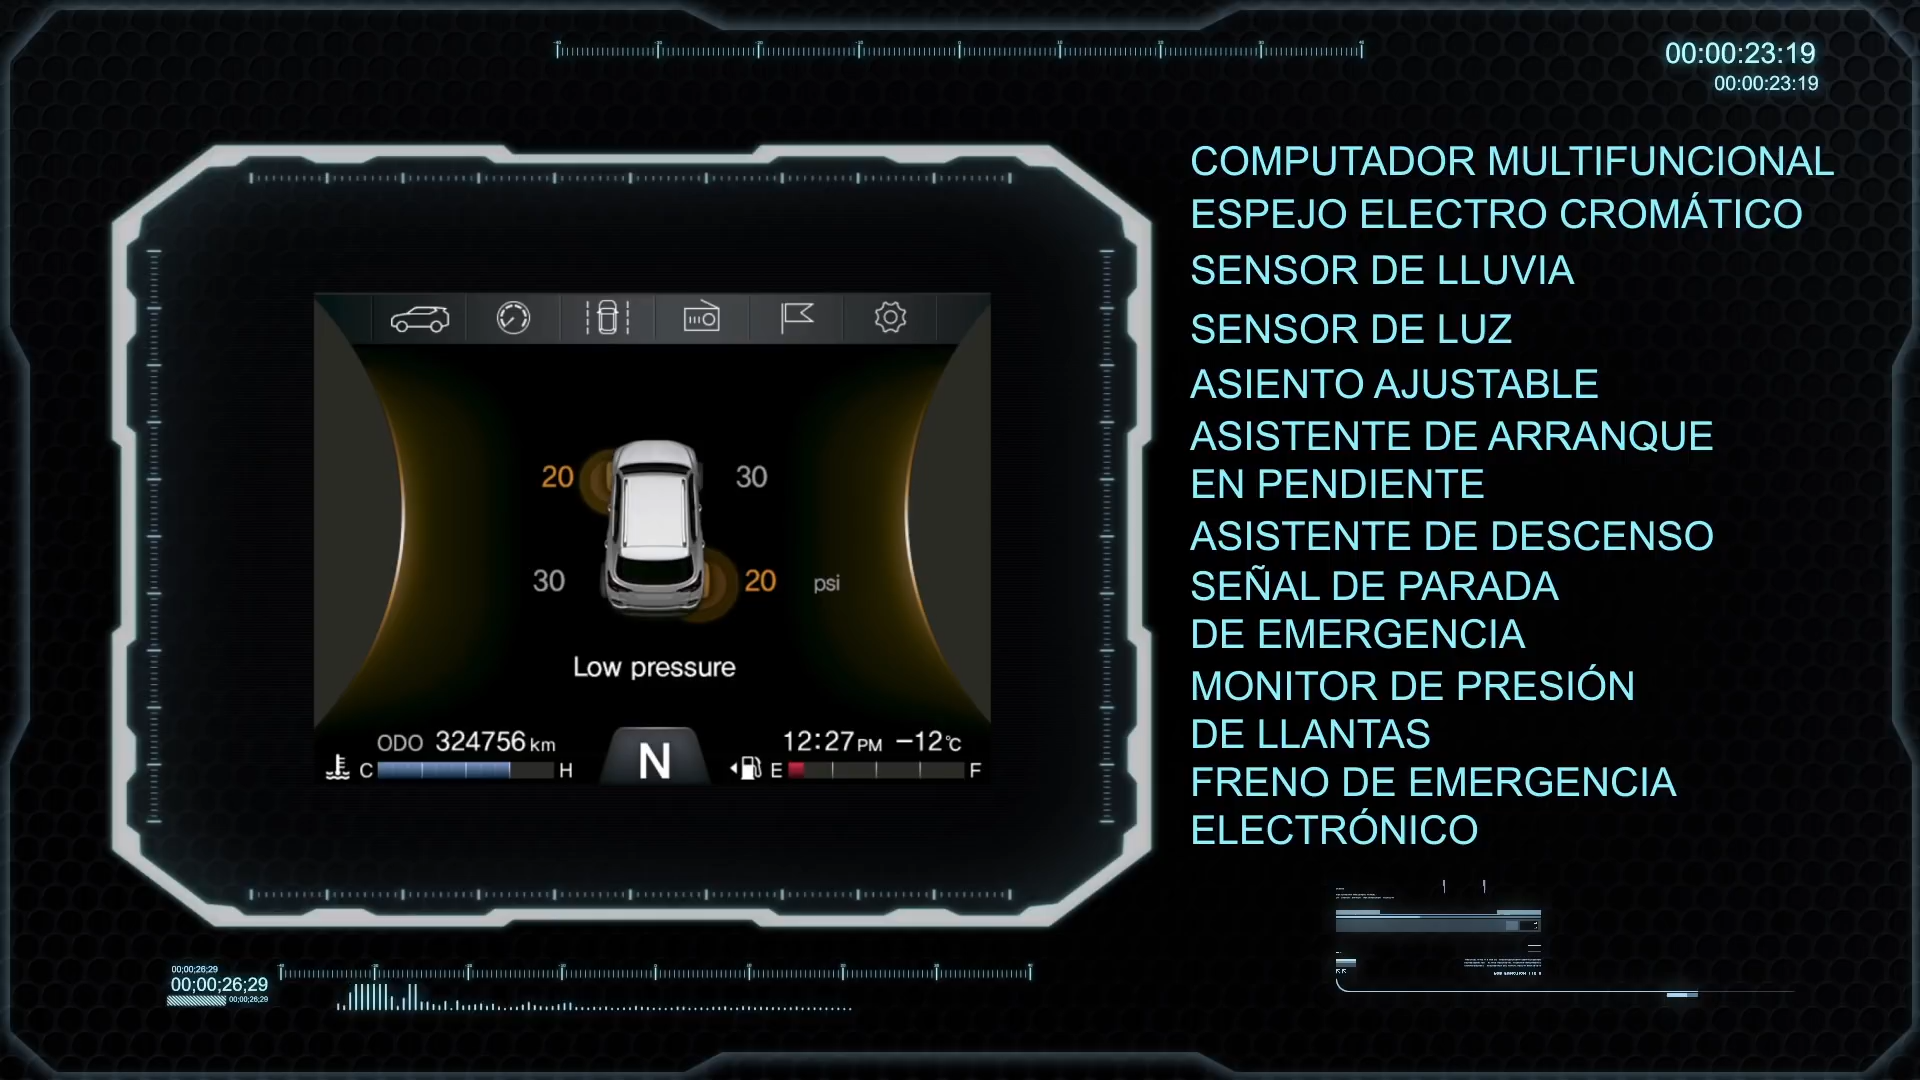 00:00:23:19
00:00:23:19
COMPUTADOR MULTIFUNCIONAL
ESPEJO ELECTRO CROMÁTICO
SENSOR DE LLUVIA
SENSOR DE LUZ
ASIENTO AJUSTABLE
ASISTENTE DE ARRANQUE
EN PENDIENTE
ASISTENTE DE DESCENSO
SEÑAL DE PARADA
DE EMERGENCIA
MONITOR DE PRESIÓN
DE LLANTAS
FRENO DE EMERGENCIA
ELECTRÓNICO
20 30
30 20 psi
Low pressure
ODO 324756 km 12:27 PM -12°C
C H N E F
00;00;26;29
00;00;26;29
00;00;26;29